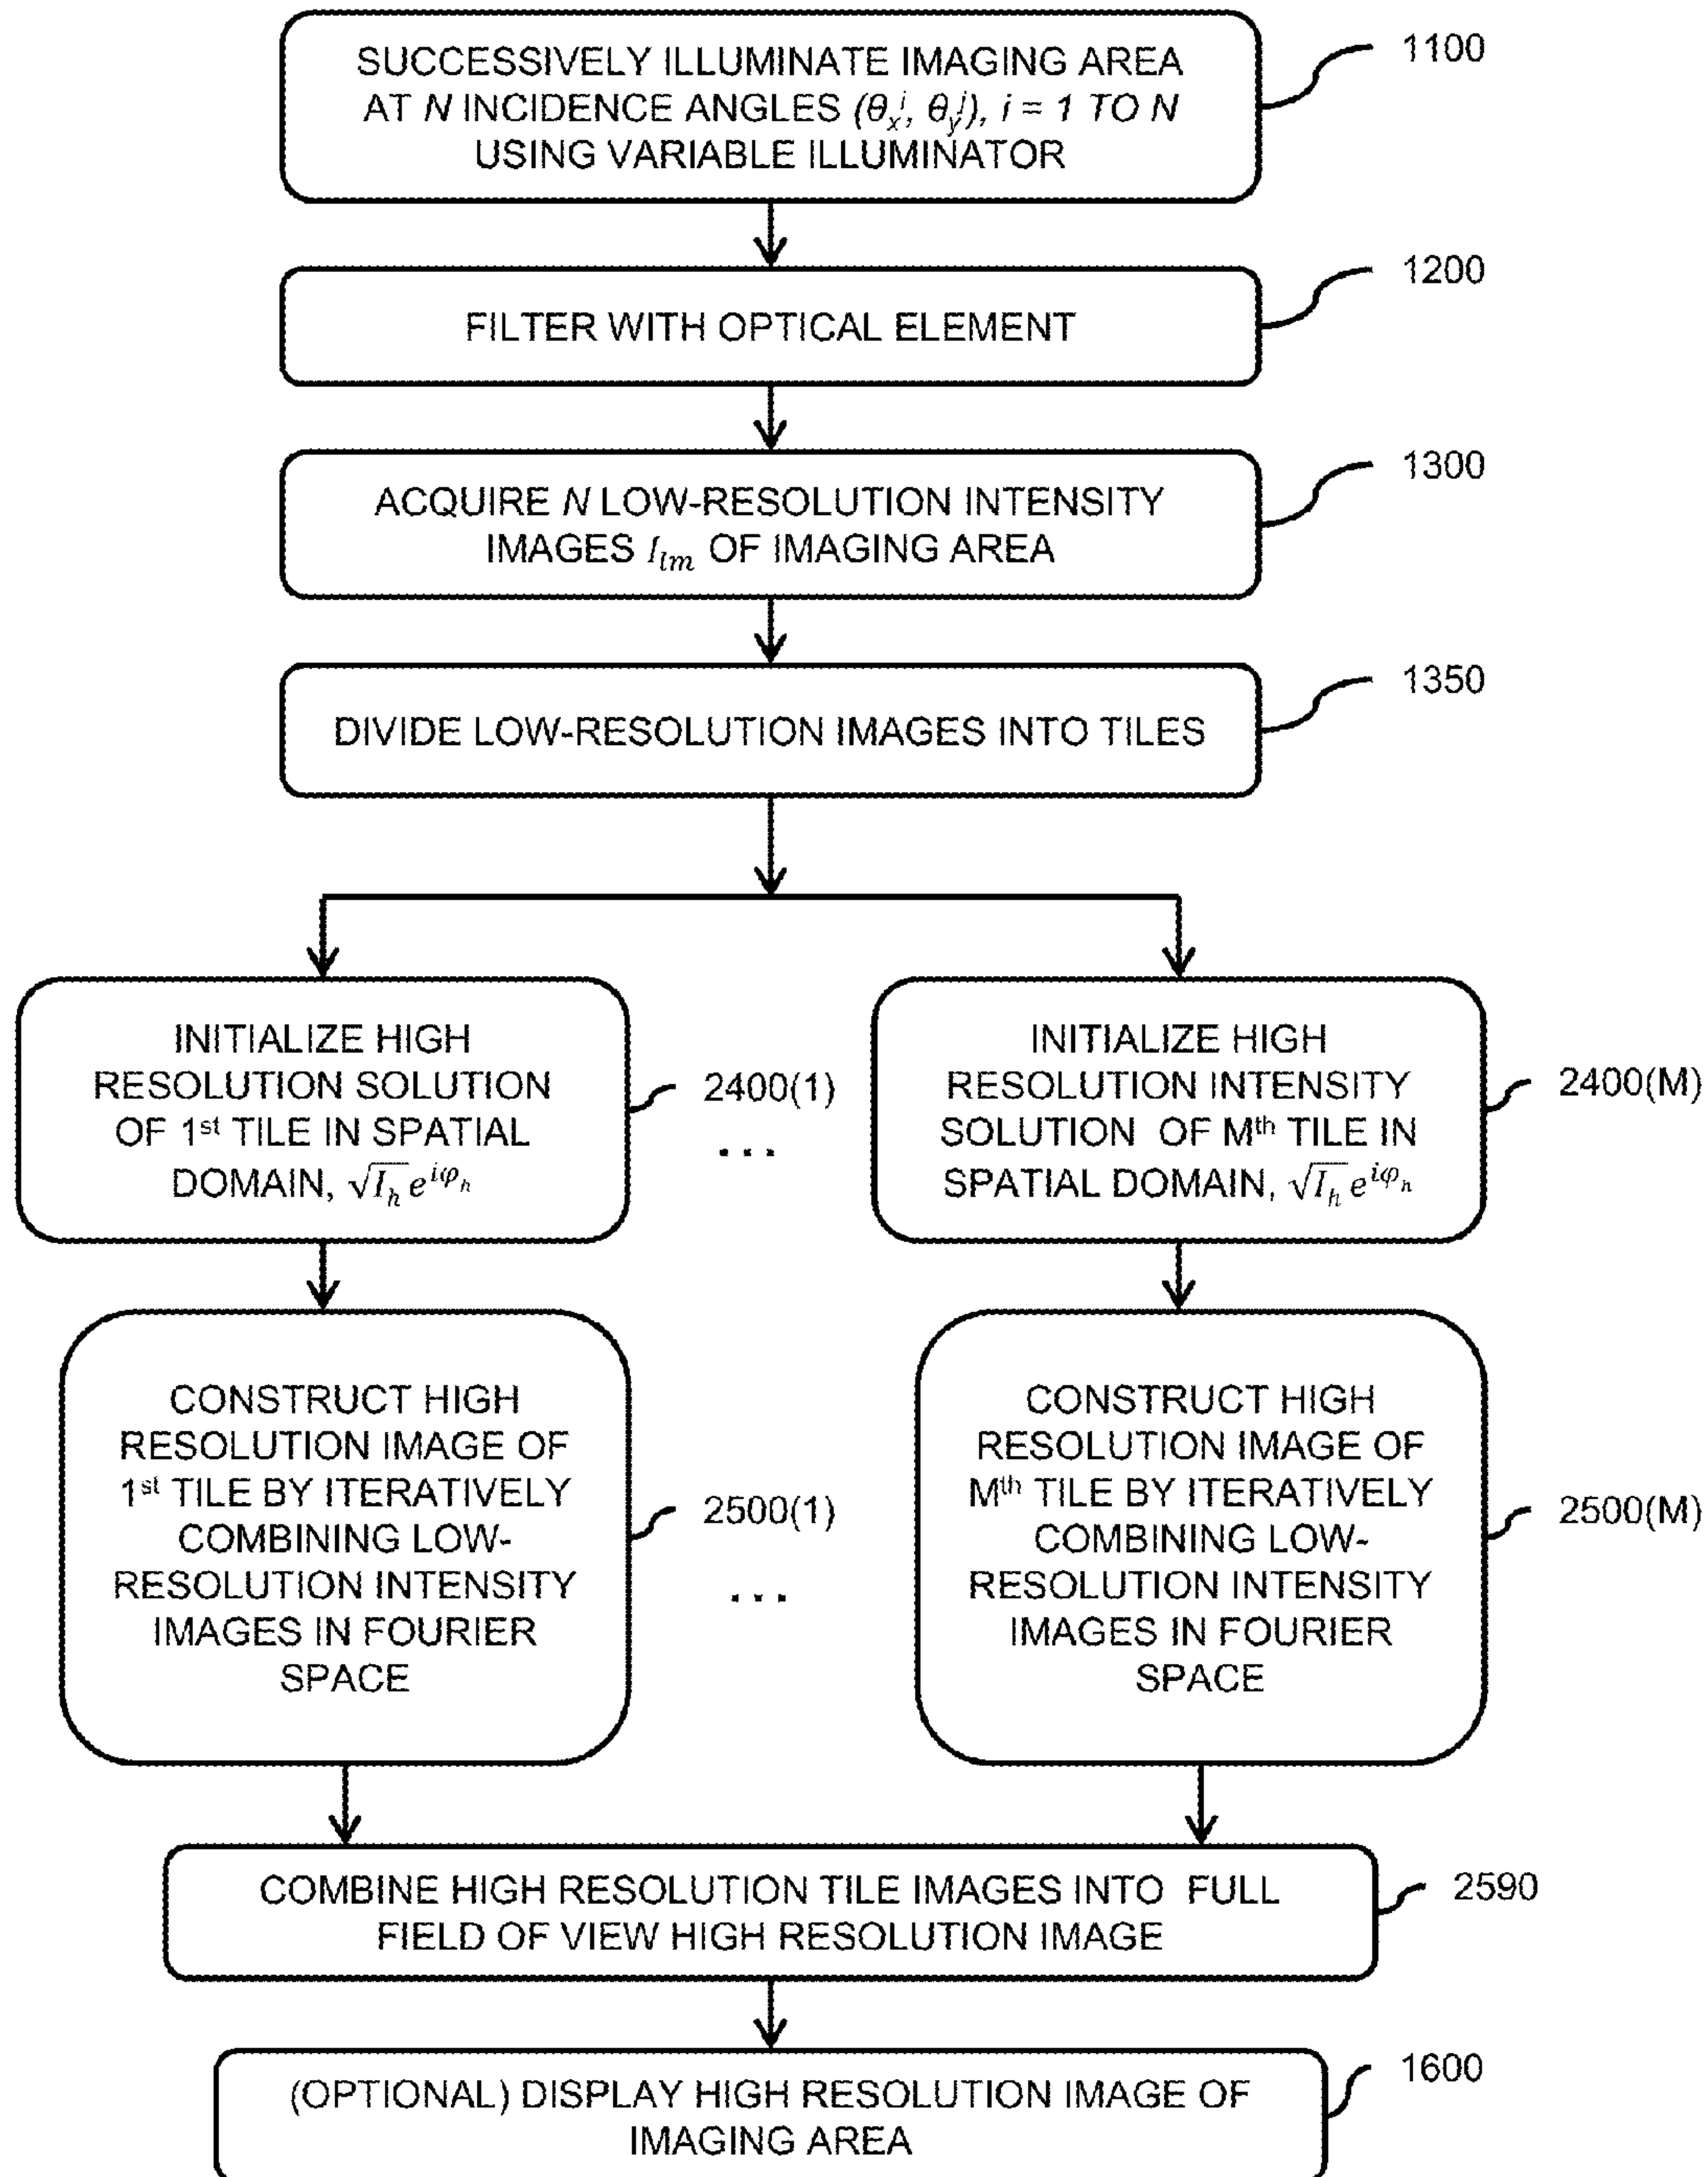 SUCCESSIVELY ILLUMINATE IMAGING AREA
AT N INCIDENCE ANGLES (θₓⁱ, θᵧʲ), i = 1 TO N
USING VARIABLE ILLUMINATOR
1100
FILTER WITH OPTICAL ELEMENT
1200
ACQUIRE N LOW-RESOLUTION INTENSITY
IMAGES Iₗₘ OF IMAGING AREA
1300
DIVIDE LOW-RESOLUTION IMAGES INTO TILES
1350
INITIALIZE HIGH
RESOLUTION SOLUTION
OF 1st TILE IN SPATIAL
DOMAIN, √Iₕ e^{iφₕ}
2400(1)
...
INITIALIZE HIGH
RESOLUTION INTENSITY
SOLUTION OF Mth TILE IN
SPATIAL DOMAIN, √Iₕ e^{iφₕ}
2400(M)
CONSTRUCT HIGH
RESOLUTION IMAGE OF
1st TILE BY ITERATIVELY
COMBINING LOW-
RESOLUTION INTENSITY
IMAGES IN FOURIER
SPACE
2500(1)
...
CONSTRUCT HIGH
RESOLUTION IMAGE OF
Mth TILE BY ITERATIVELY
COMBINING LOW-
RESOLUTION INTENSITY
IMAGES IN FOURIER
SPACE
2500(M)
COMBINE HIGH RESOLUTION TILE IMAGES INTO FULL
FIELD OF VIEW HIGH RESOLUTION IMAGE
2590
(OPTIONAL) DISPLAY HIGH RESOLUTION IMAGE OF
IMAGING AREA
1600